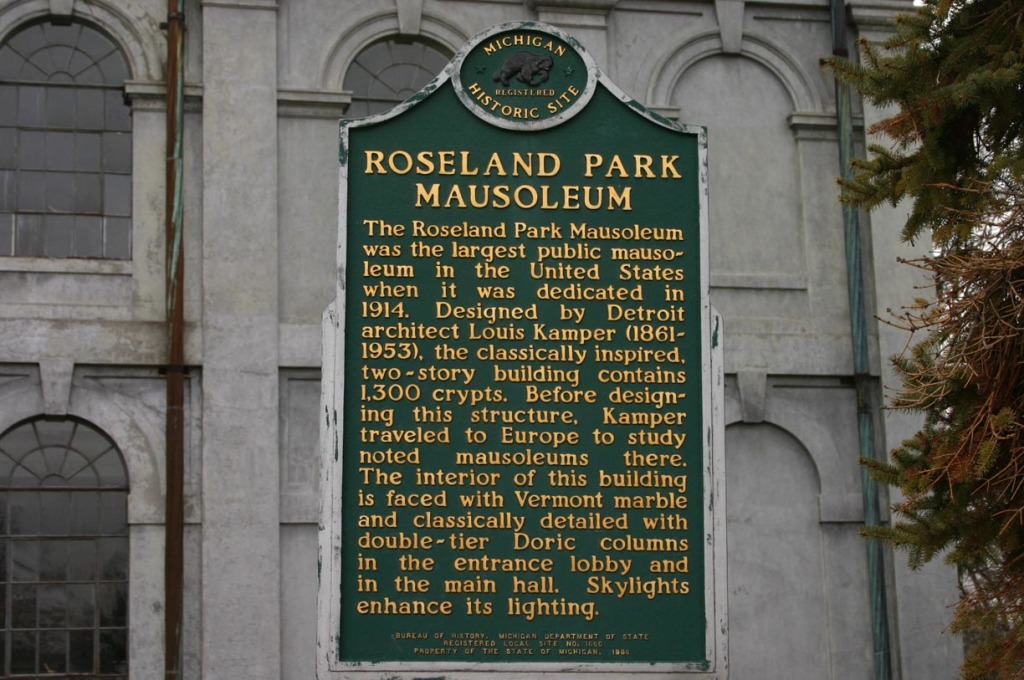 MICHIGAN
REGISTERED
HISTORIC SITE
ROSELAND PARK
MAUSOLEUM
The Roseland Park Mausoleum
was the largest public mauso-
leum in the United States
when it was dedicated in
1914. Designed by Detroit
architect Louis Kamper (1861-
1953), the classically inspired,
two-story building contains
1,300 crypts. Before design-
ing this structure, Kamper
traveled to Europe to study
noted mausoleums there.
The interior of this building
is faced with Vermont marble
and classically detailed with
double-tier Doric columns
in the entrance lobby and
in the main hall. Skylights
enhance its lighting.
BUREAU OF HISTORY, MICHIGAN DEPARTMENT OF STATE
REGISTERED LOCAL SITE NO.
PROPERTY OF THE STATE OF MICHIGAN,